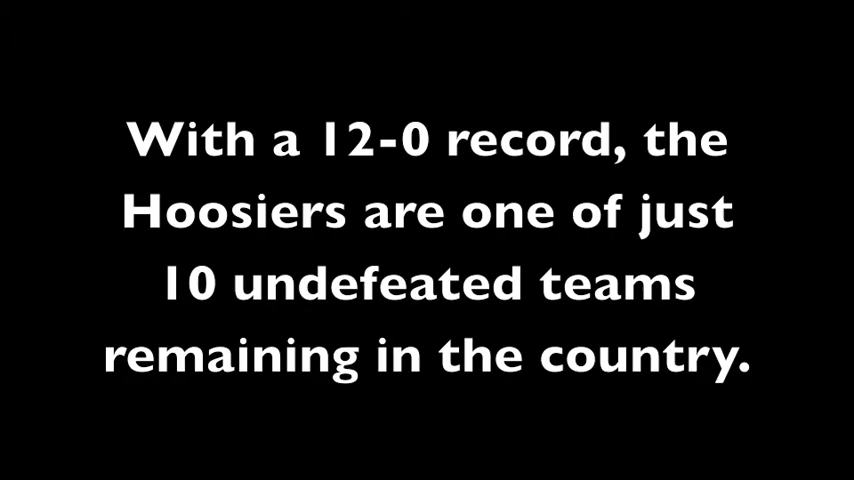 With a 12-0 record, the
Hoosiers are one of just
10 undefeated teams
remaining in the country.